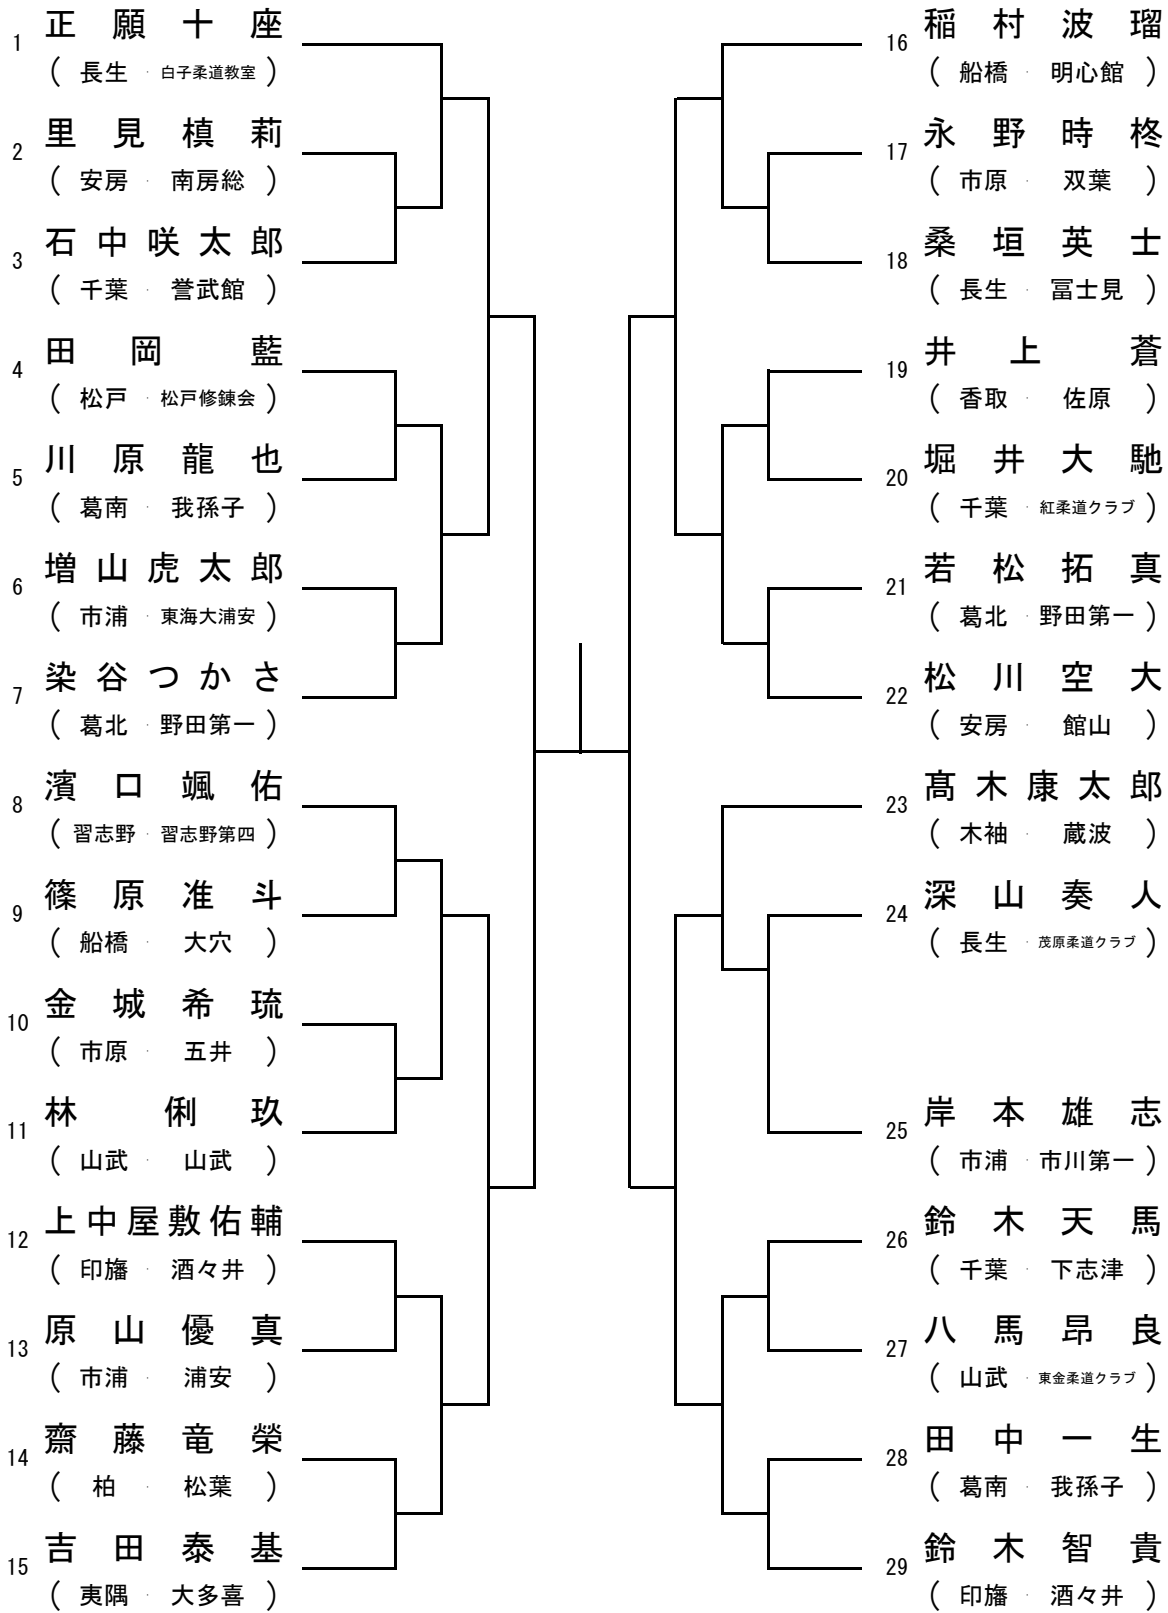 1 正願十座
(長生・白子柔道教室)
2 里見槙莉
(安房・南房総)
3 石中咲太郎
(千葉・誉武館)
4 田岡藍
(松戸・松戸修錬会)
5 川原龍也
(葛南・我孫子)
6 増山虎太郎
(市浦・東海大浦安)
7 染谷つかさ
(葛北・野田第一)
8 濱口颯佑
(習志野・習志野第四)
9 篠原准斗
(船橋・大穴)
10 金城希琉
(市原・五井)
11 林俐玖
(山武・山武)
12 上中屋敷佑輔
(印旛・酒々井)
13 原山優真
(市浦・浦安)
14 齋藤竜榮
(柏・松葉)
15 吉田泰基
(夷隅・大多喜)
16 稲村波瑠
(船橋・明心館)
17 永野時柊
(市原・双葉)
18 桑垣英士
(長生・冨士見)
19 井上蒼
(香取・佐原)
20 堀井大馳
(千葉・紅柔道クラブ)
21 若松拓真
(葛北・野田第一)
22 松川空大
(安房・館山)
23 髙木康太郎
(木袖・蔵波)
24 深山奏人
(長生・茂原柔道クラブ)
25 岸本雄志
(市浦・市川第一)
26 鈴木天馬
(千葉・下志津)
27 八馬昂良
(山武・東金柔道クラブ)
28 田中一生
(葛南・我孫子)
29 鈴木智貴
(印旛・酒々井)